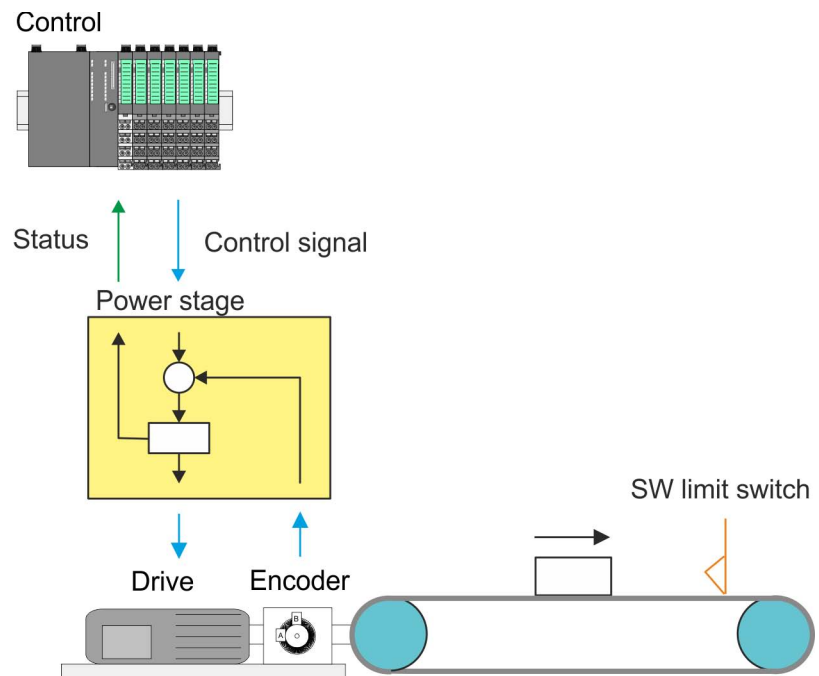 Control
Status
Control signal
Power stage
SW limit switch
Drive
Encoder
A
B